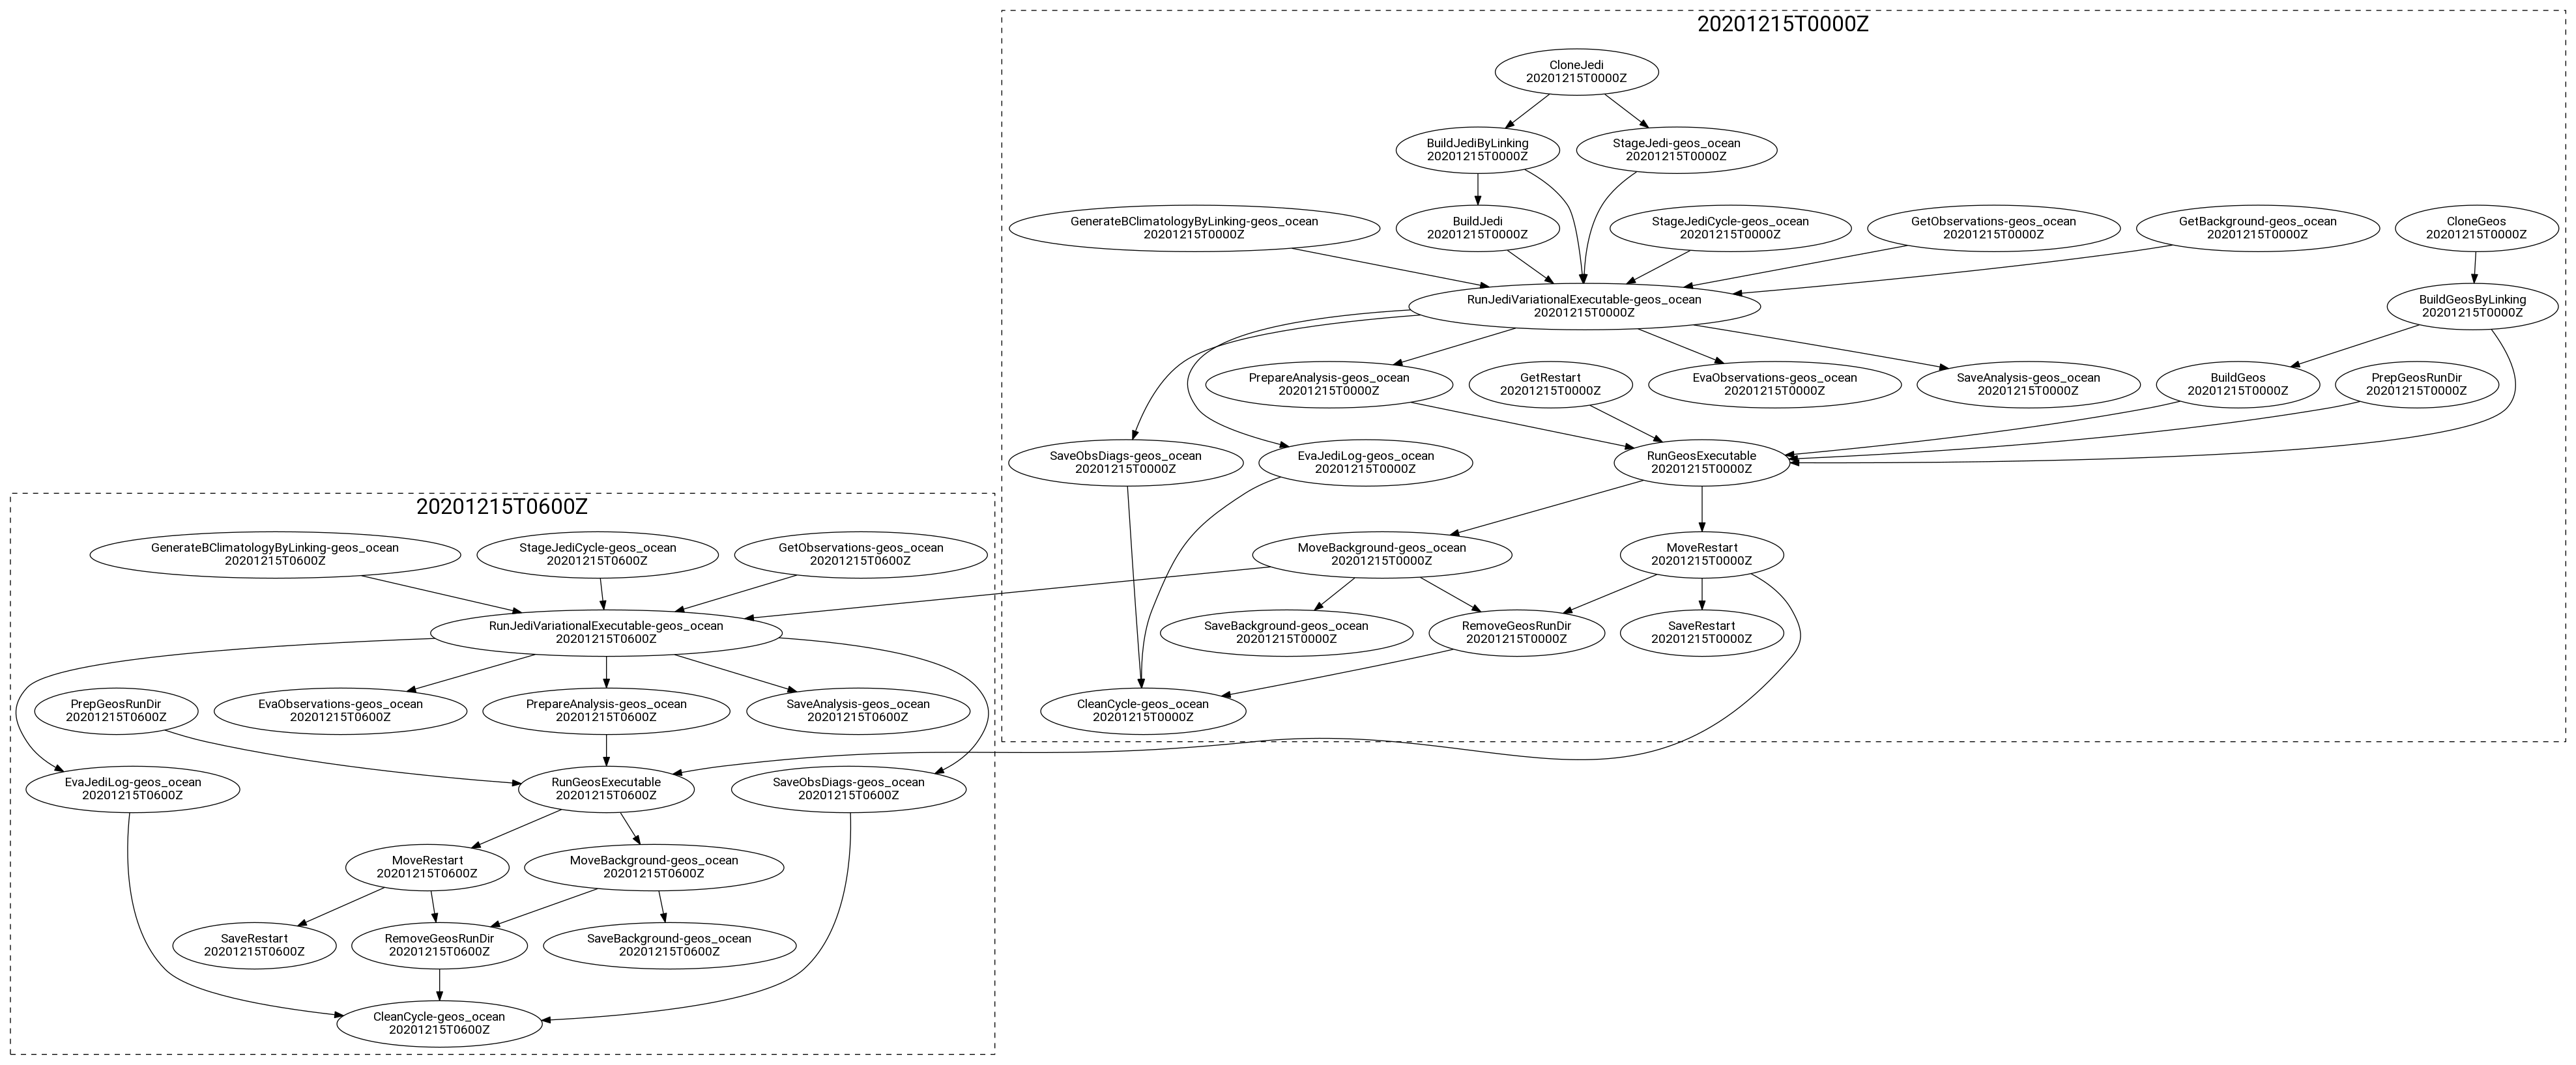 20201215T0000Z
CloneJedi
20201215T0000Z
BuildJediByLinking
20201215T0000Z
StageJedi-geos_ocean
20201215T0000Z
GenerateBClimatologyByLinking-geos_ocean
20201215T0000Z
BuildJedi
20201215T0000Z
StageJediCycle-geos_ocean
20201215T0000Z
GetObservations-geos_ocean
20201215T0000Z
GetBackground-geos_ocean
20201215T0000Z
CloneGeos
20201215T0000Z
RunJediVariationalExecutable-geos_ocean
20201215T0000Z
BuildGeosByLinking
20201215T0000Z
PrepareAnalysis-geos_ocean
20201215T0000Z
GetRestart
20201215T0000Z
EvaObservations-geos_ocean
20201215T0000Z
SaveAnalysis-geos_ocean
20201215T0000Z
BuildGeos
20201215T0000Z
PrepGeosRunDir
20201215T0000Z
SaveObsDiags-geos_ocean
20201215T0000Z
EvaJediLog-geos_ocean
20201215T0000Z
RunGeosExecutable
20201215T0000Z
MoveBackground-geos_ocean
20201215T0000Z
MoveRestart
20201215T0000Z
SaveBackground-geos_ocean
20201215T0000Z
RemoveGeosRunDir
20201215T0000Z
SaveRestart
20201215T0000Z
CleanCycle-geos_ocean
20201215T0000Z
20201215T0600Z
GenerateBClimatologyByLinking-geos_ocean
20201215T0600Z
StageJediCycle-geos_ocean
20201215T0600Z
GetObservations-geos_ocean
20201215T0600Z
RunJediVariationalExecutable-geos_ocean
20201215T0600Z
PrepGeosRunDir
20201215T0600Z
EvaObservations-geos_ocean
20201215T0600Z
PrepareAnalysis-geos_ocean
20201215T0600Z
SaveAnalysis-geos_ocean
20201215T0600Z
EvaJediLog-geos_ocean
20201215T0600Z
RunGeosExecutable
20201215T0600Z
SaveObsDiags-geos_ocean
20201215T0600Z
MoveRestart
20201215T0600Z
MoveBackground-geos_ocean
20201215T0600Z
SaveRestart
20201215T0600Z
RemoveGeosRunDir
20201215T0600Z
SaveBackground-geos_ocean
20201215T0600Z
CleanCycle-geos_ocean
20201215T0600Z